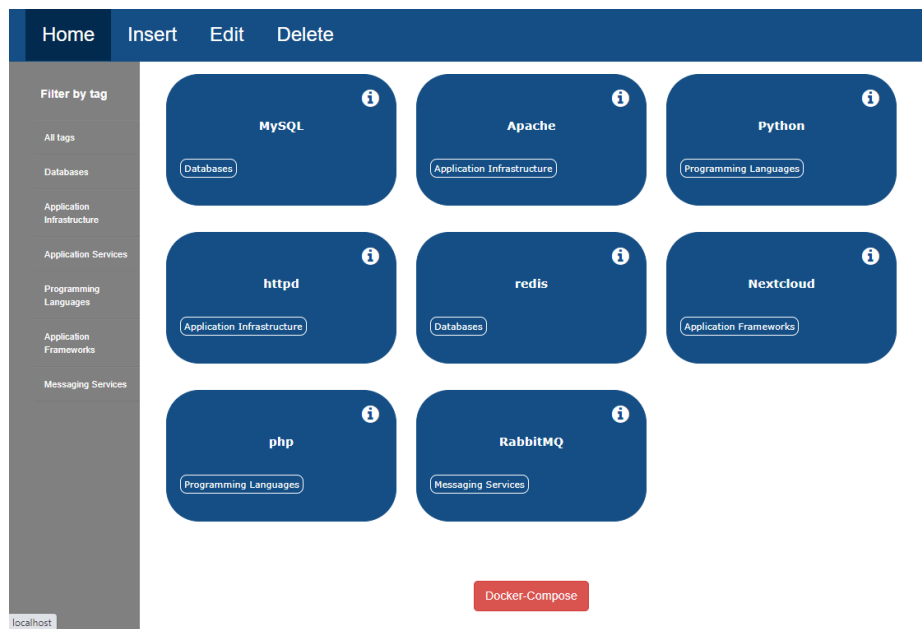 Home Insert Edit Delete
Filter by tag
All tags
Databases
Application
Infrastructure
Application Services
Programming
Languages
Application
Frameworks
Messaging Services
MySQL
Databases
Apache
Application Infrastructure
Python
Programming Languages
httpd
Application Infrastructure
redis
Databases
Nextcloud
Application Frameworks
php
Programming Languages
RabbitMQ
Messaging Services
Docker-Compose
localhost